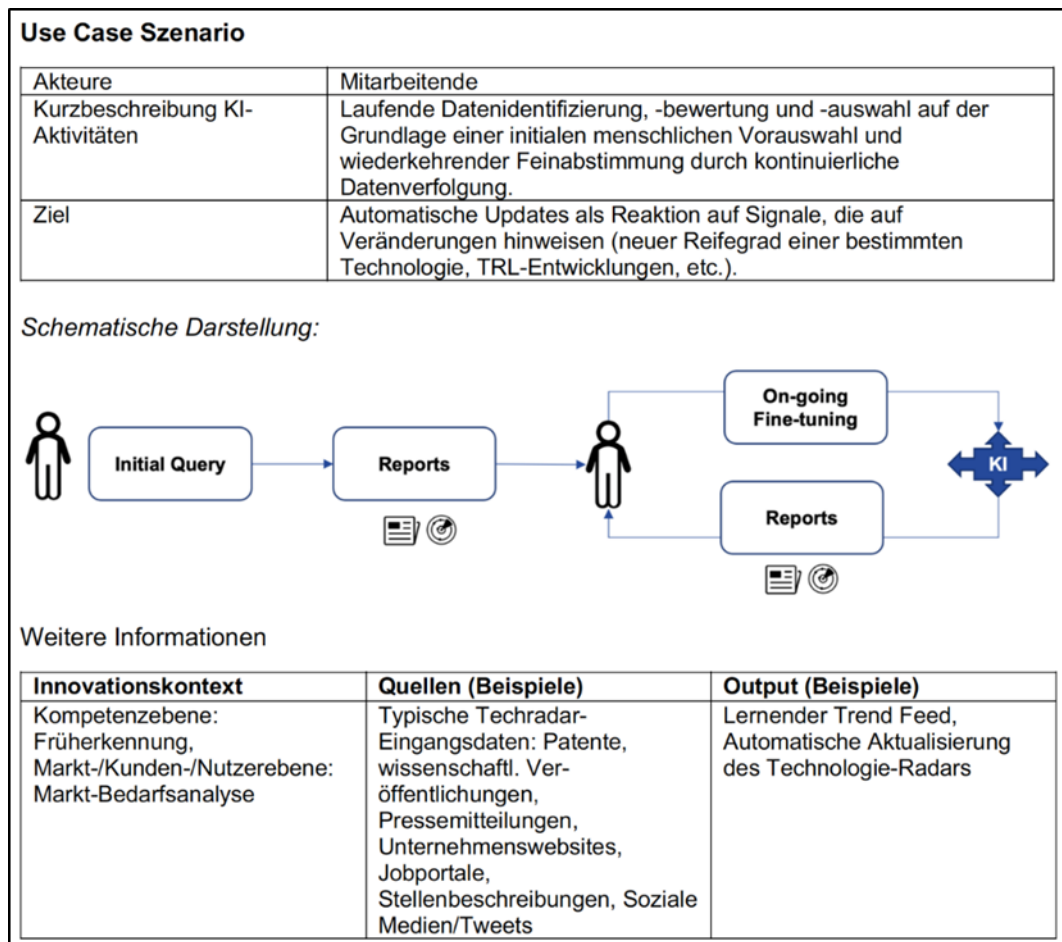 Use Case Szenario
Akteure
Mitarbeitende
Kurzbeschreibung KI-
Aktivitäten
Laufende Datenidentifizierung, -bewertung und -auswahl auf der
Grundlage einer initialen menschlichen Vorauswahl und
wiederkehrender Feinabstimmung durch kontinuierliche
Datenverfolgung.
Ziel
Automatische Updates als Reaktion auf Signale, die auf
Veränderungen hinweisen (neuer Reifegrad einer bestimmten
Technologie, TRL-Entwicklungen, etc.).
Schematische Darstellung:
Initial Query
Reports
On-going
Fine-tuning
KI
Reports
Weitere Informationen
Innovationskontext
Quellen (Beispiele)
Output (Beispiele)
Kompetenzebene:
Früherkennung,
Markt-/Kunden-/Nutzerebene:
Markt-Bedarfsanalyse
Typische Techradar-
Eingangsdaten: Patente,
wissenschaftl. Ver-
öffentlichungen,
Pressemitteilungen,
Unternehmenswebsites,
Jobportale,
Stellenbeschreibungen, Soziale
Medien/Tweets
Lernender Trend Feed,
Automatische Aktualisierung
des Technologie-Radars